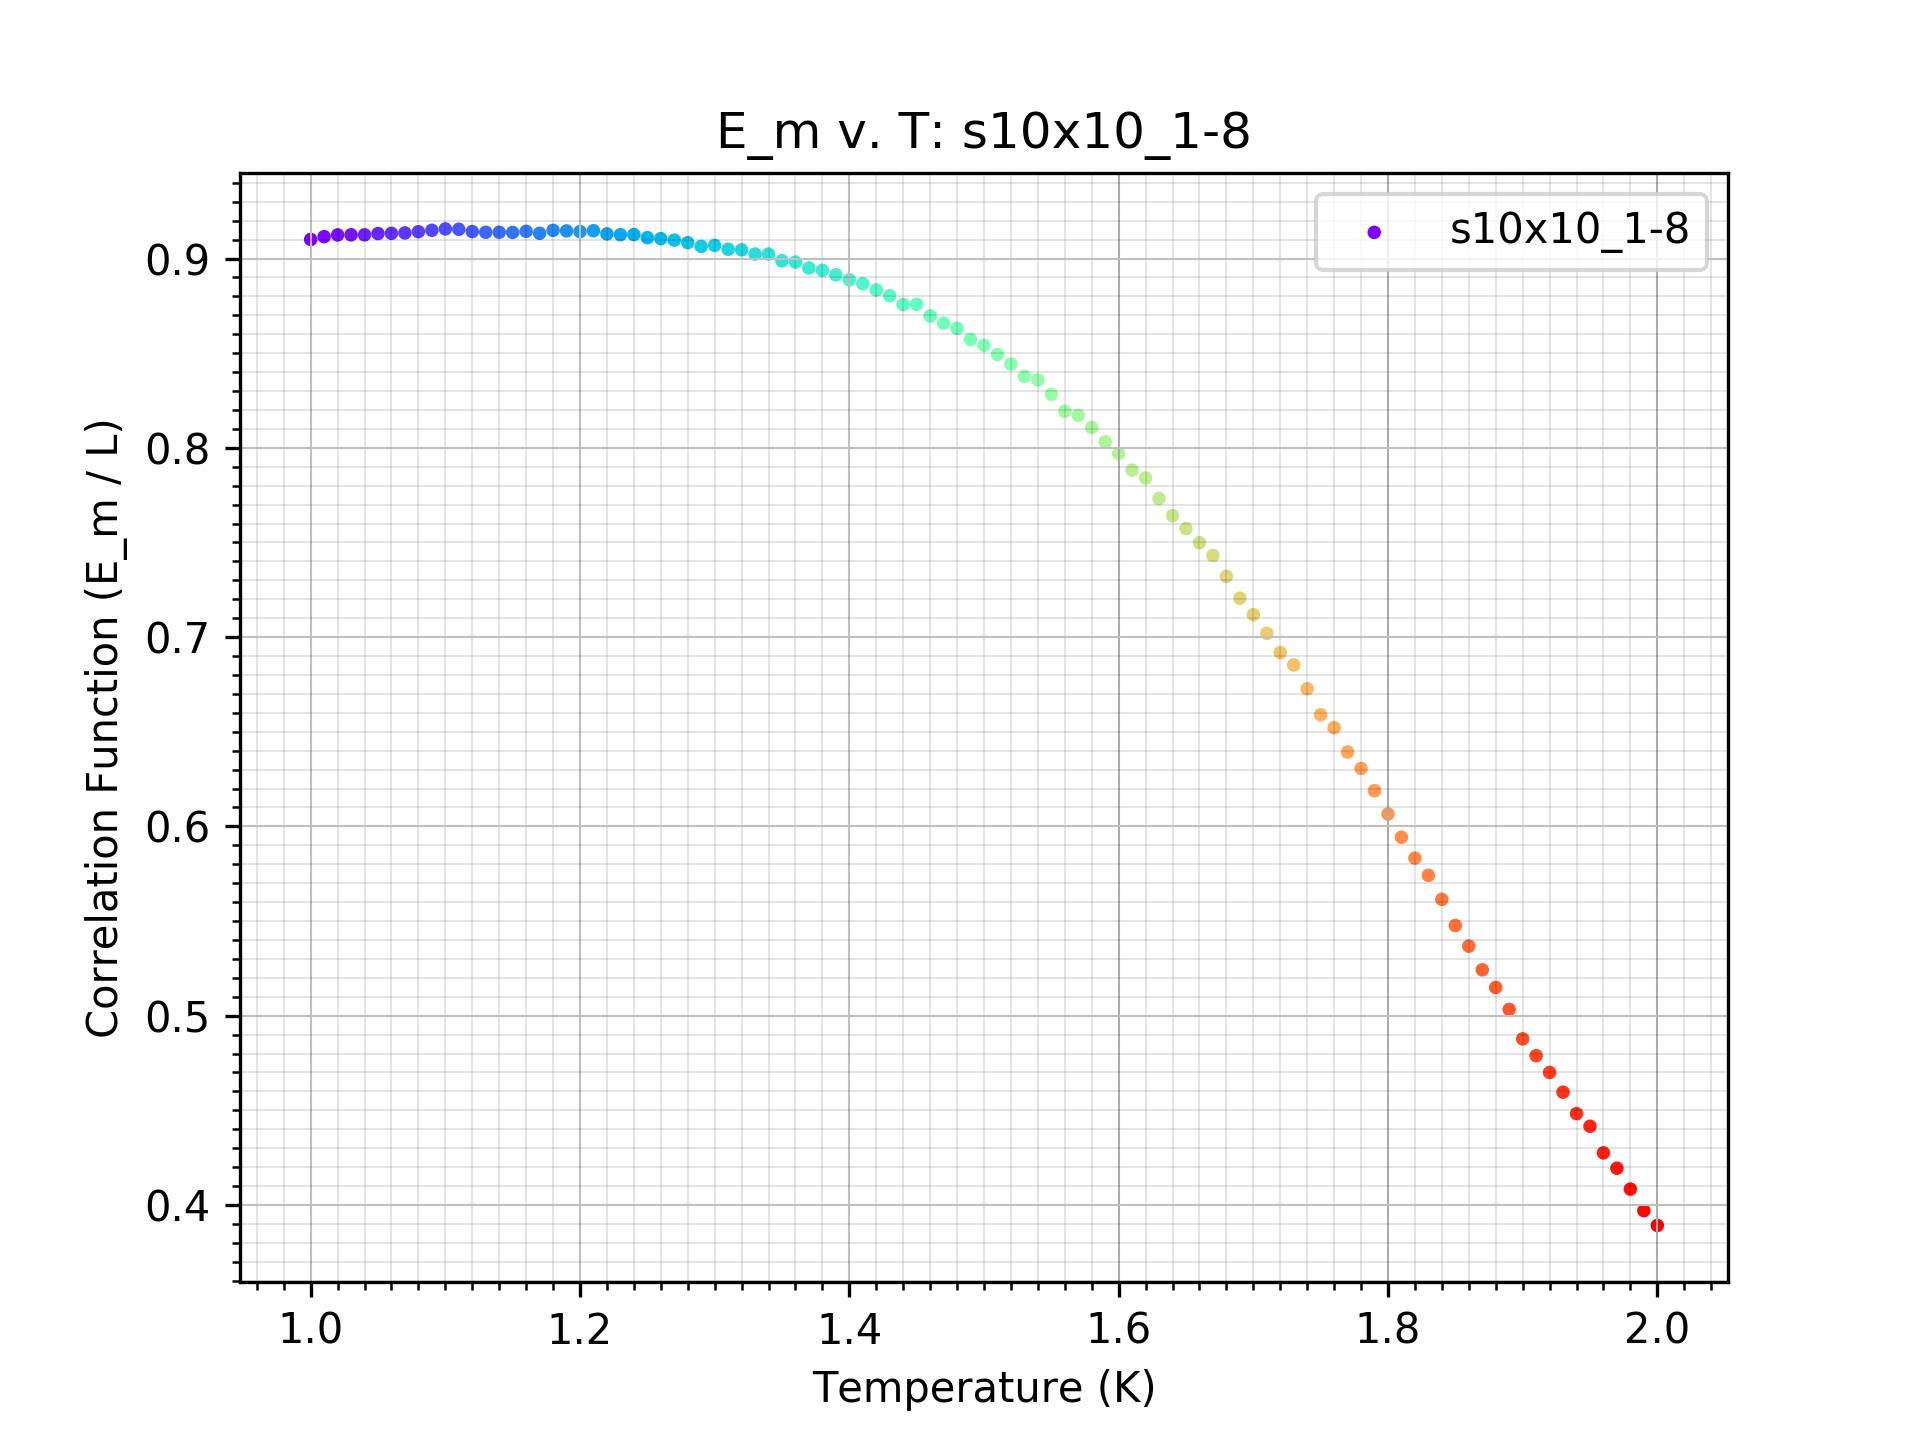 E_m v. T: s10x10_1-8
s10x10_1-8
Correlation Function (E_m / L)
0.9
0.8
0.7
0.6
0.5
0.4
1.0 1.2 1.4 1.6 1.8 2.0
Temperature (K)